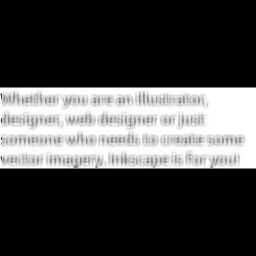 Whether you are an illustrator,
designer, web designer or just
someone who needs to create some
vector imagery, Inkscape is for you!